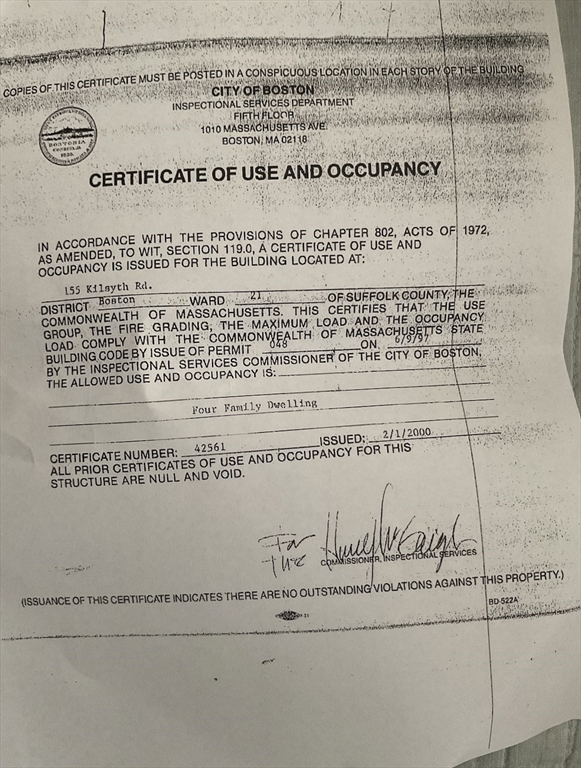 COPIES OF THIS CERTIFICATE MUST BE POSTED IN A CONSPICUOUS LOCATION IN EACH STORY OF THE BUILDING
CITY OF BOSTON
INSPECTIONAL SERVICES DEPARTMENT
FIFTH FLOOR
1010 MASSACHUSETTS AVE.
BOSTON, MA 02118
BOSTONIA
CERTIFICATE OF USE AND OCCUPANCY
IN ACCORDANCE WITH THE PROVISIONS OF CHAPTER 802, ACTS OF 1972,
AS AMENDED, TO WIT, SECTION 119.0, A CERTIFICATE OF USE AND
OCCUPANCY IS ISSUED FOR THE BUILDING LOCATED AT:
155 Kilsyth Rd.
DISTRICT Boston WARD 21 OF SUFFOLK COUNTY, THE
COMMONWEALTH OF MASSACHUSETTS. THIS CERTIFIES THAT THE USE
GROUP, THE FIRE GRADING, THE MAXIMUM LOAD AND THE OCCUPANCY
LOAD COMPLY WITH THE COMMONWEALTH OF MASSACHUSETTS STATE
BUILDING CODE BY ISSUE OF PERMIT 048 ON 6/9/97
BY THE INSPECTIONAL SERVICES COMMISSIONER OF THE CITY OF BOSTON,
THE ALLOWED USE AND OCCUPANCY IS:
Four Family Dwelling
CERTIFICATE NUMBER: 42561 ISSUED: 2/1/2000
ALL PRIOR CERTIFICATES OF USE AND OCCUPANCY FOR THIS
STRUCTURE ARE NULL AND VOID.
For
The
COMMISSIONER, INSPECTIONAL SERVICES
(ISSUANCE OF THIS CERTIFICATE INDICATES THERE ARE NO OUTSTANDING VIOLATIONS AGAINST THIS PROPERTY.)
BD-522A